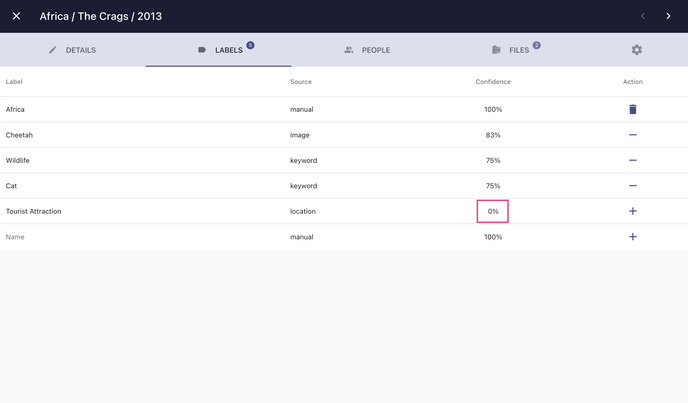 Africa / The Crags / 2013
DETAILS LABELS 5 PEOPLE FILES 2
Label Source Confidence Action
Africa manual 100%
Cheetah image 83%
Wildlife keyword 75%
Cat keyword 75%
Tourist Attraction location 0%
Name manual 100%